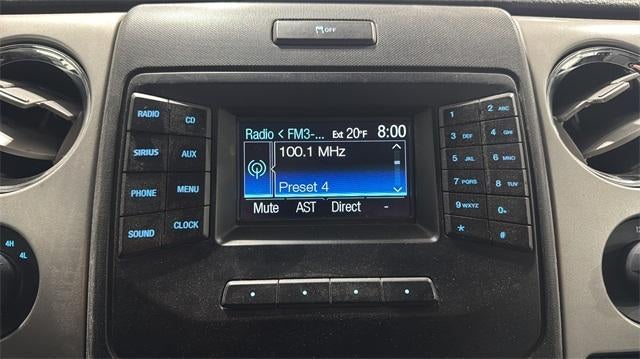 OFF
RADIO CD
SIRIUS AUX
PHONE MENU
SOUND CLOCK
Radio < FM3-... Ext 20°F 8:00
100.1 MHz
Preset 4
Mute AST Direct -
1 2 ABC
3 DEF 4 GHI
5 JKL 6 MNO
7 PQRS 8 TUV
9 WXYZ 0+
* #
4H
4L